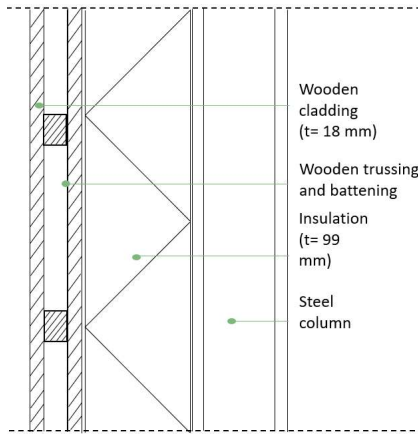 Wooden
cladding
(t= 18 mm)
Wooden trussing
and battening
Insulation
(t= 99
mm)
Steel
column